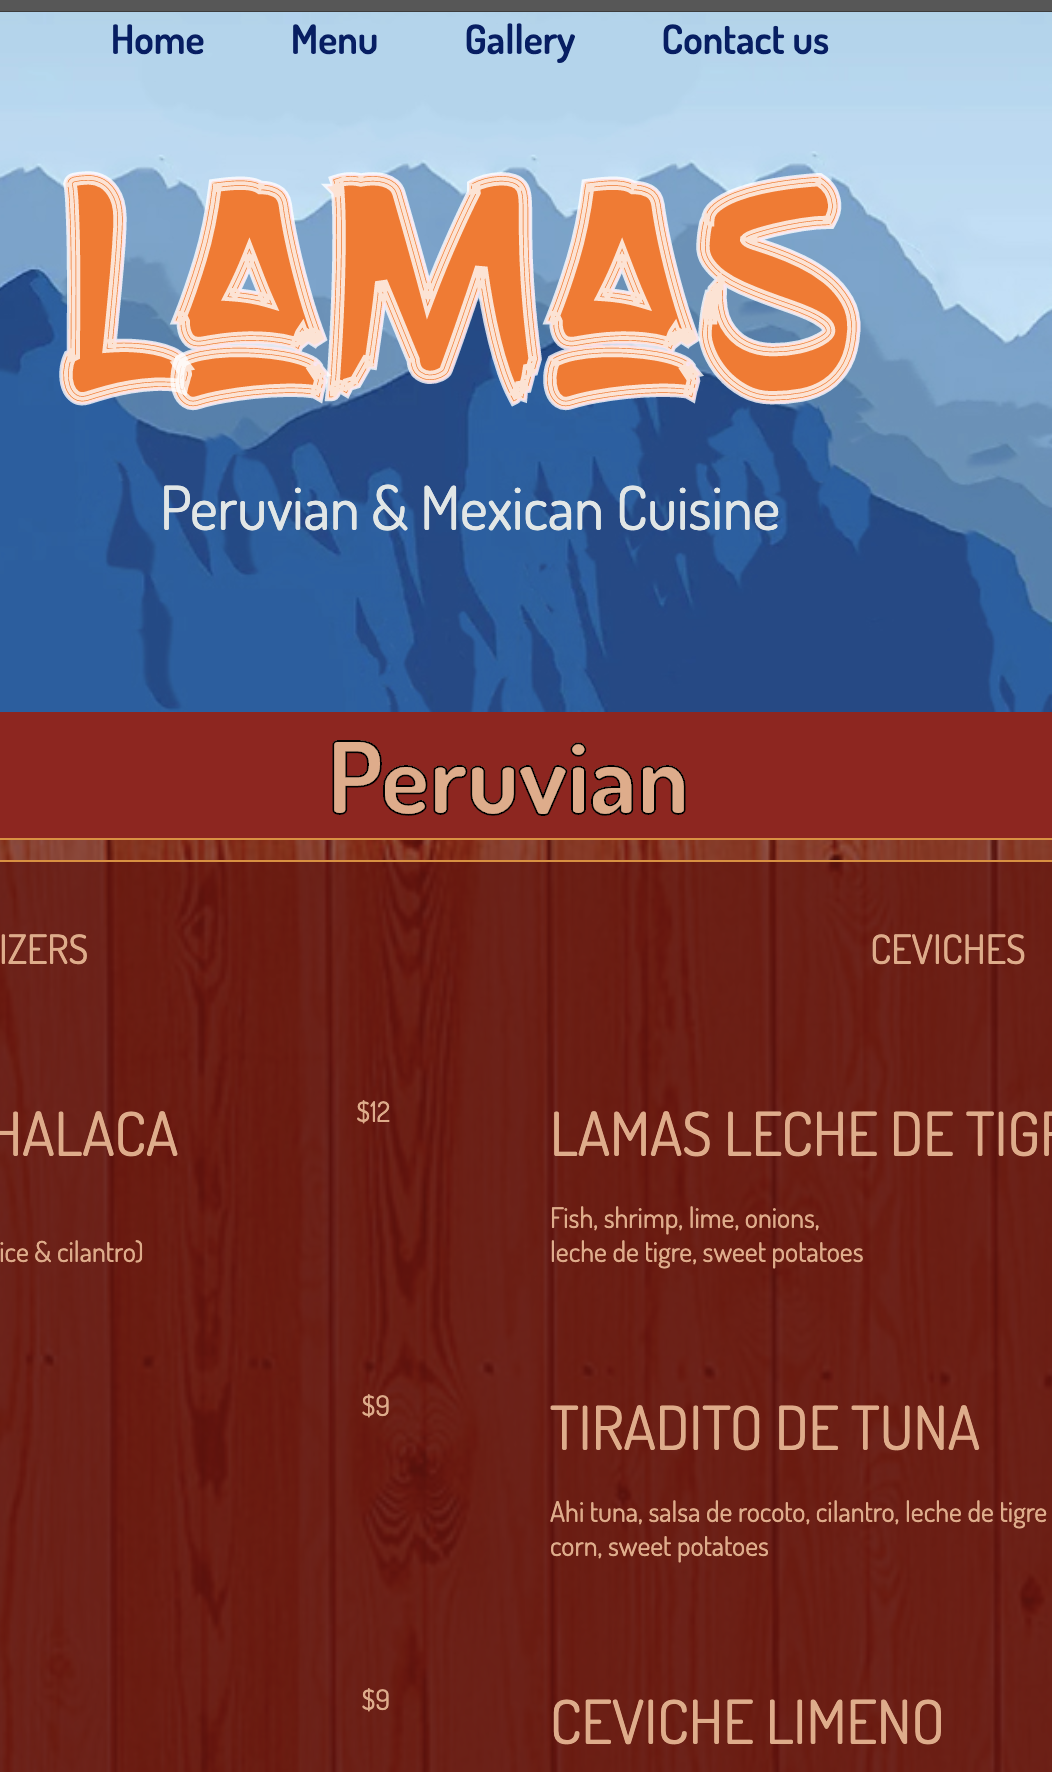 Home Menu Gallery Contact us
LAMAS
Peruvian & Mexican Cuisine
Peruvian
IZERS
CEVICHES
HALACA
$12
LAMAS LECHE DE TIGR
Fish, shrimp, lime, onions,
leche de tigre, sweet potatoes
ice & cilantro)
$9
TIRADITO DE TUNA
Ahi tuna, salsa de rocoto, cilantro, leche de tigre
corn, sweet potatoes
$9
CEVICHE LIMENO